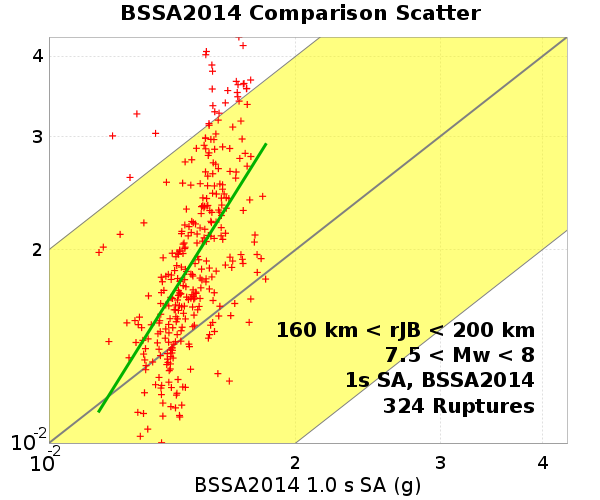 BSSA2014 Comparison Scatter
4
3
2
10-2
10-2
2
3
4
160 km < rJB < 200 km
7.5 < Mw < 8
1s SA, BSSA2014
324 Ruptures
BSSA2014 1.0 s SA (g)